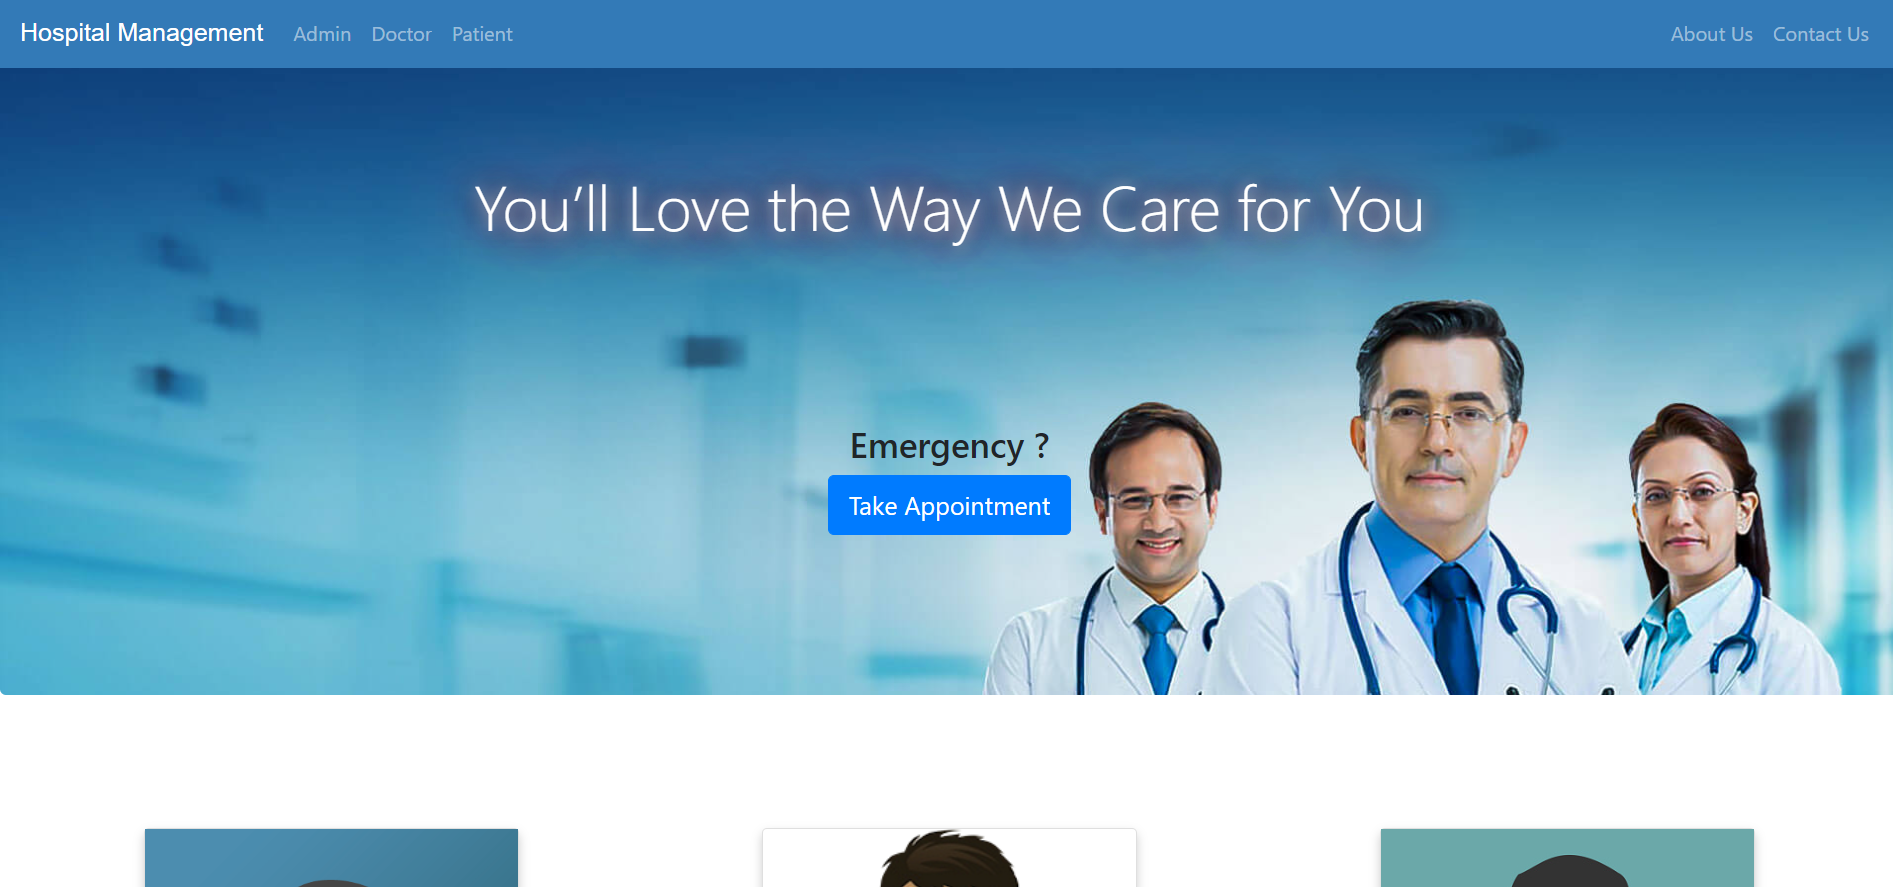 Hospital Management Admin Doctor Patient About Us Contact Us
You’ll Love the Way We Care for You
Emergency ?
Take Appointment